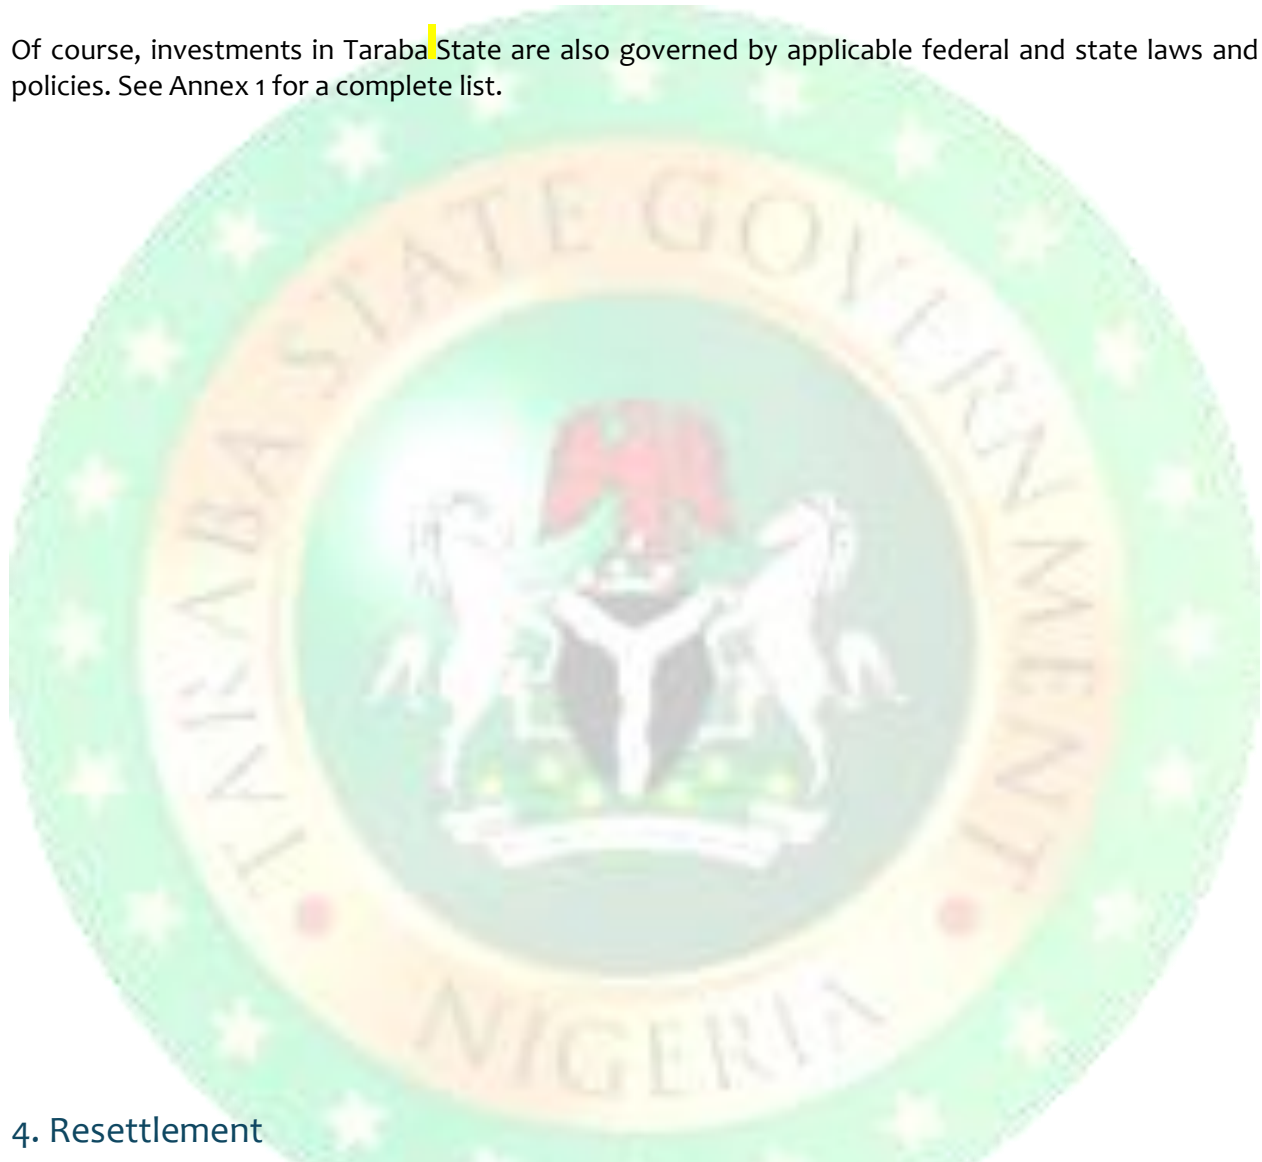 Of course, investments in Taraba State are also governed by applicable federal and state laws and
policies. See Annex 1 for a complete list.
TARABA STATE GOVERNMENT
NIGERIA
4. Resettlement